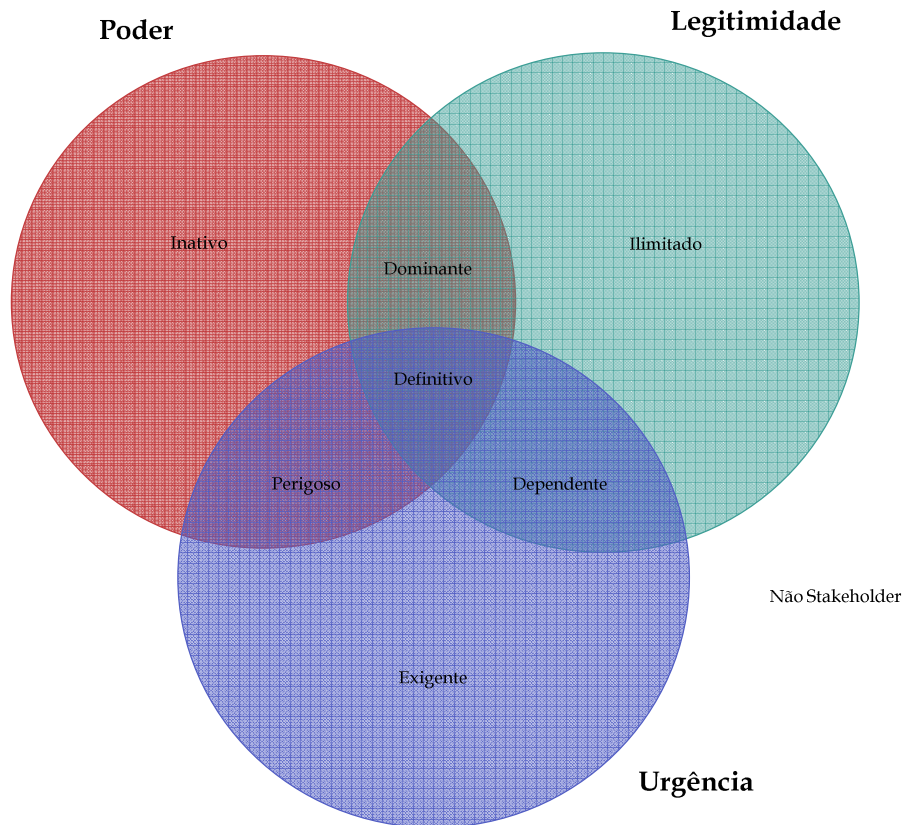 Poder
Legitimidade
Inativo
Ilimitado
Dominante
Definitivo
Perigoso
Dependente
Não Stakeholder
Exigente
Urgência